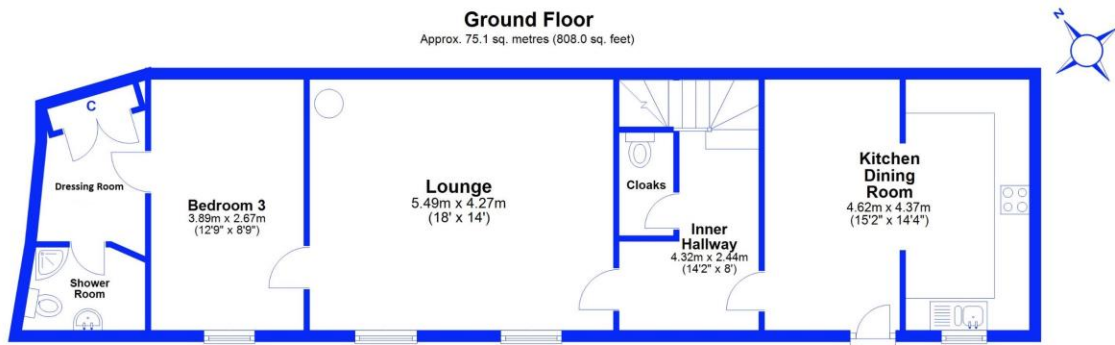 Ground Floor
Approx. 75.1 sq. metres (808.0 sq. feet)
N
C
Dressing Room
Shower
Room
Bedroom 3
3.89m x 2.67m
(12'9" x 8'9")
Lounge
5.49m x 4.27m
(18' x 14')
Cloaks
Inner
Hallway
4.32m x 2.44m
(14'2" x 8')
Kitchen
Dining
Room
4.62m x 4.37m
(15'2" x 14'4")